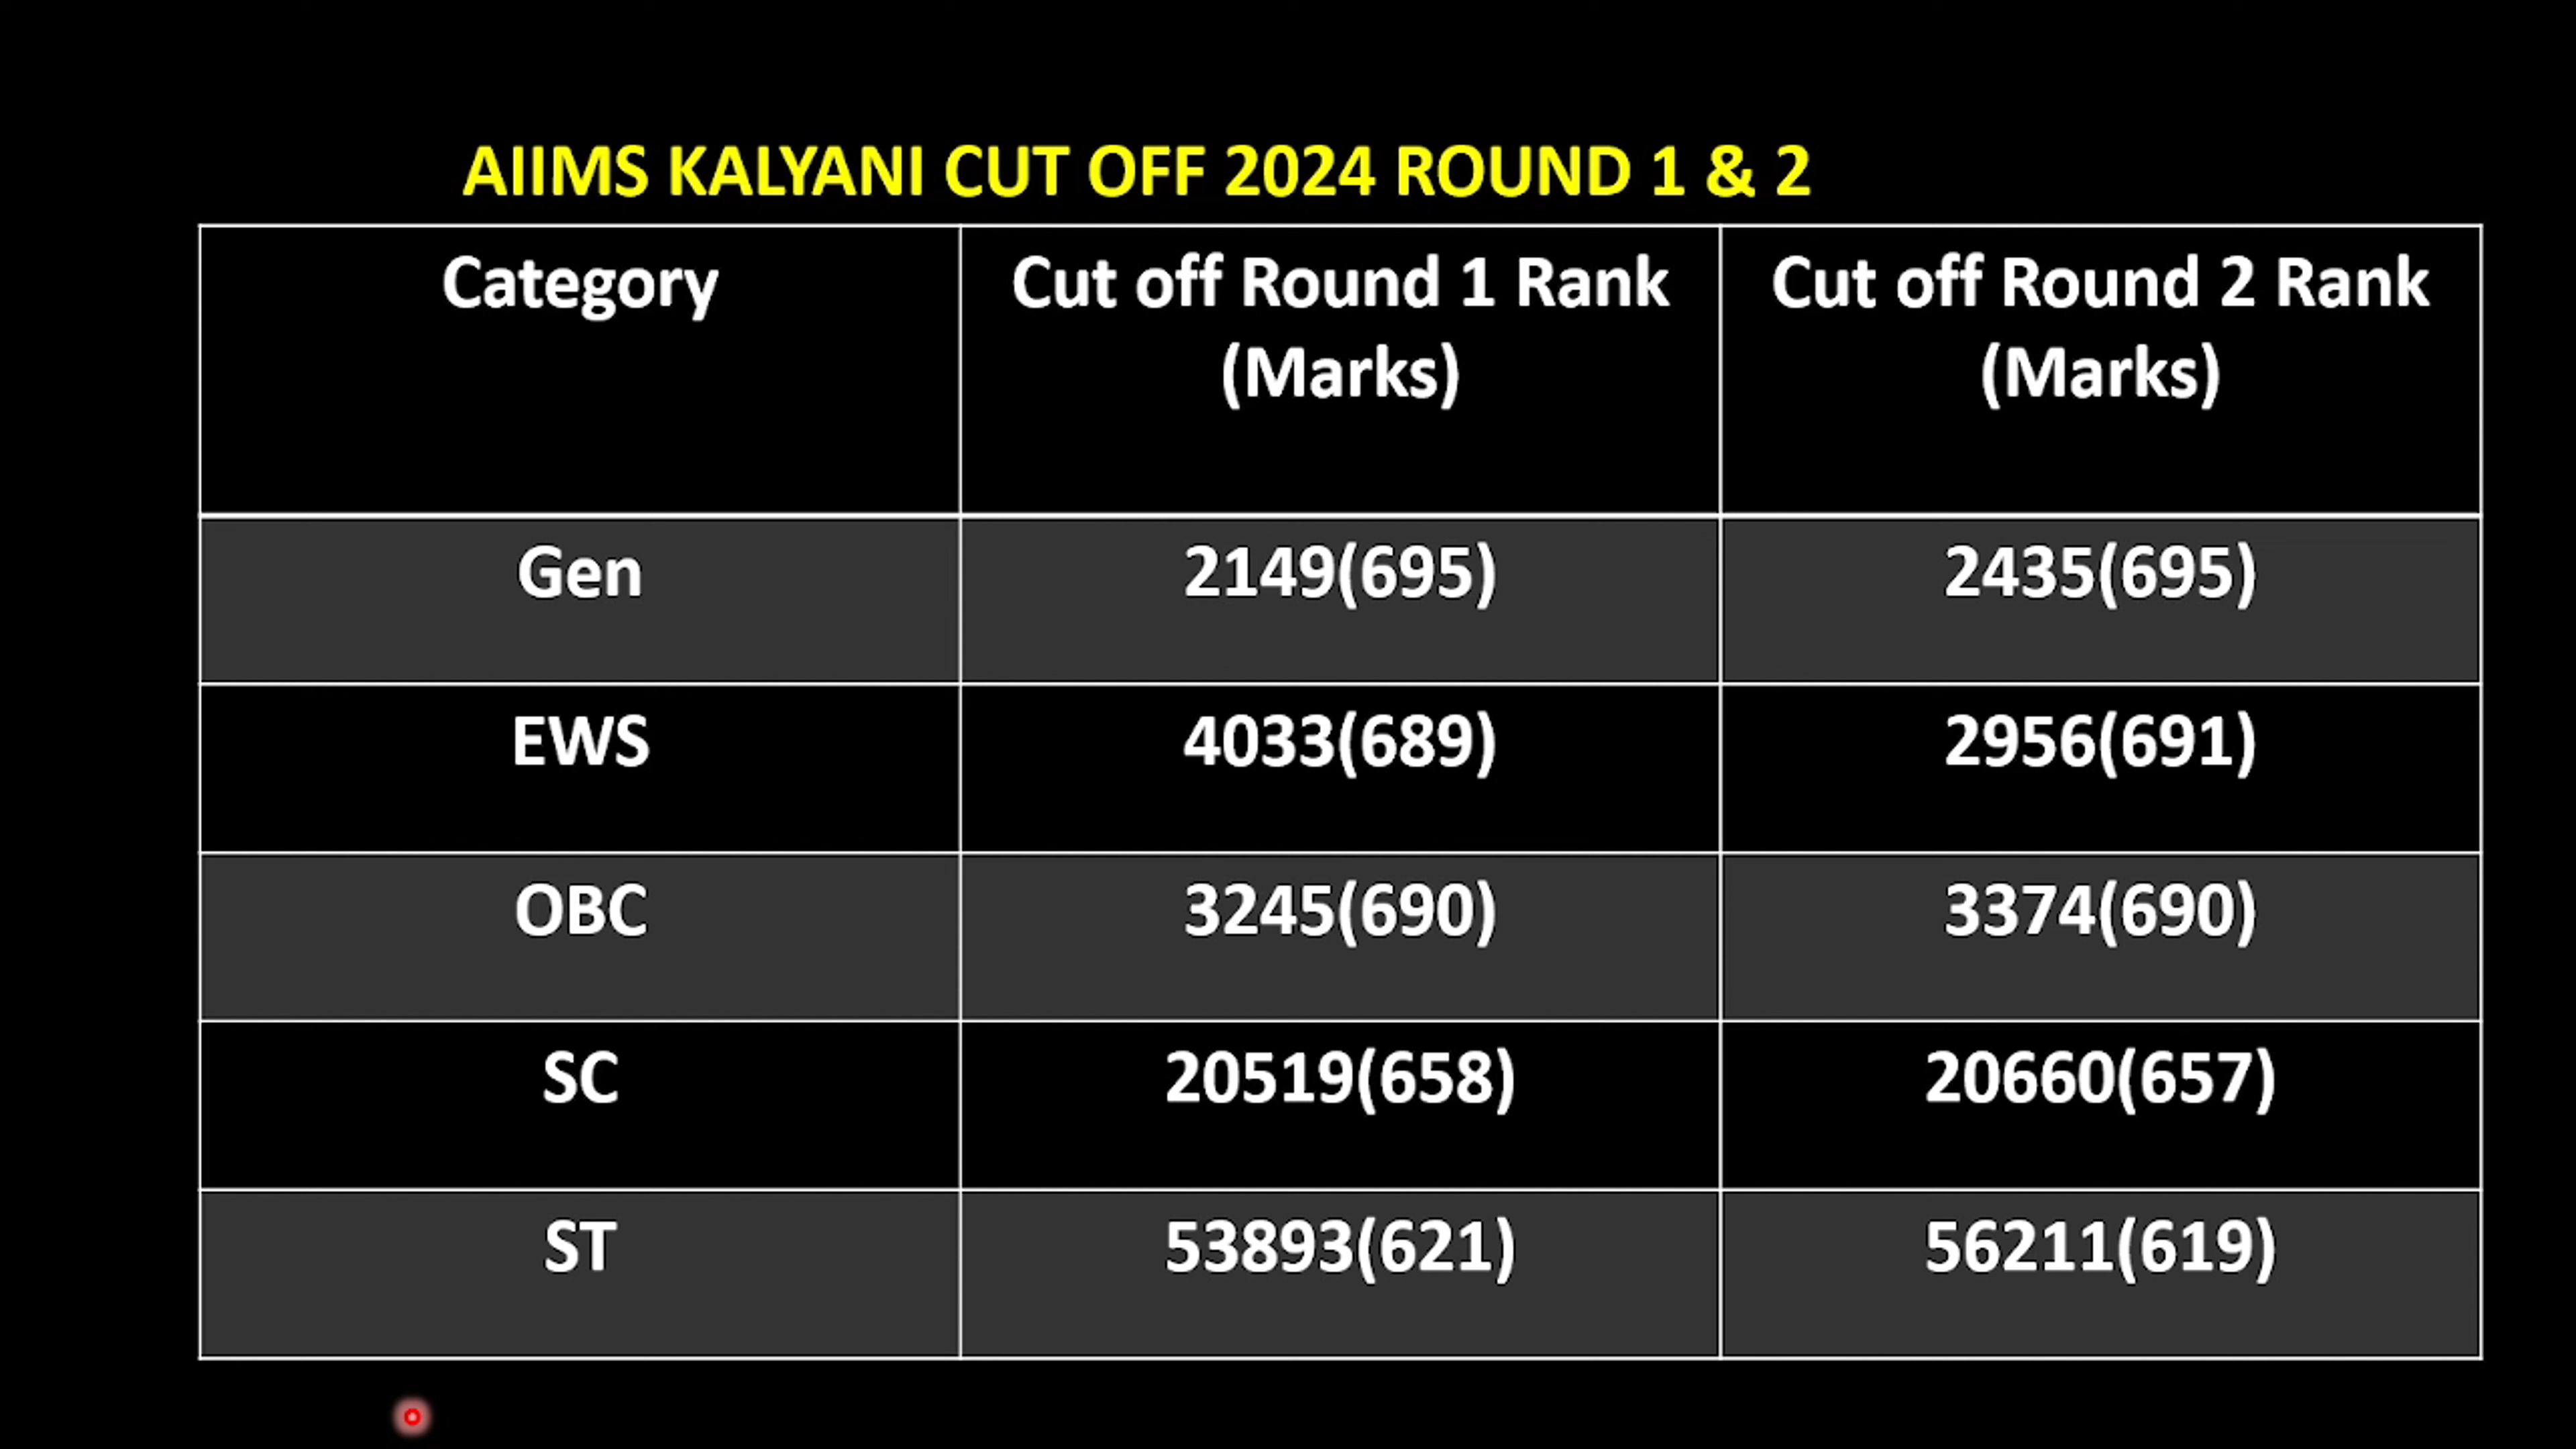 AIIMS KALYANI CUT OFF 2024 ROUND 1 & 2
Category
Cut off Round 1 Rank
(Marks)
Cut off Round 2 Rank
(Marks)
Gen
2149(695)
2435(695)
EWS
4033(689)
2956(691)
OBC
3245(690)
3374(690)
SC
20519(658)
20660(657)
ST
53893(621)
56211(619)